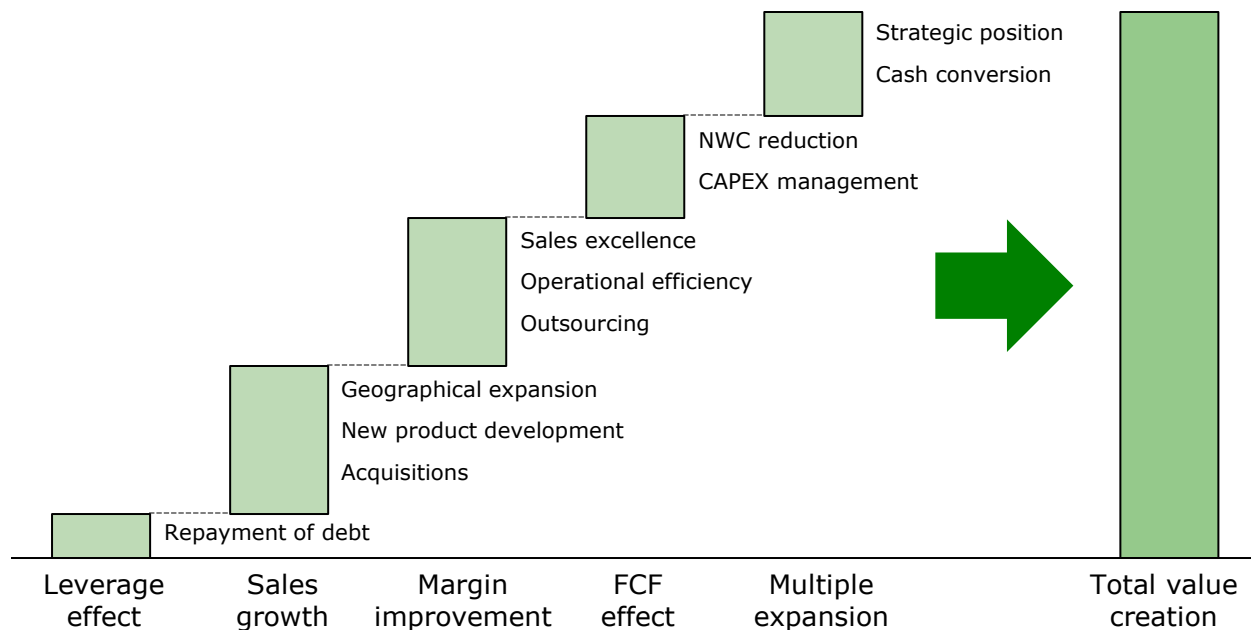 Strategic position
Cash conversion
NWC reduction
CAPEX management
Sales excellence
Operational efficiency
Outsourcing
Geographical expansion
New product development
Acquisitions
Repayment of debt
Leverage
effect
Sales
growth
Margin
improvement
FCF
effect
Multiple
expansion
Total value
creation